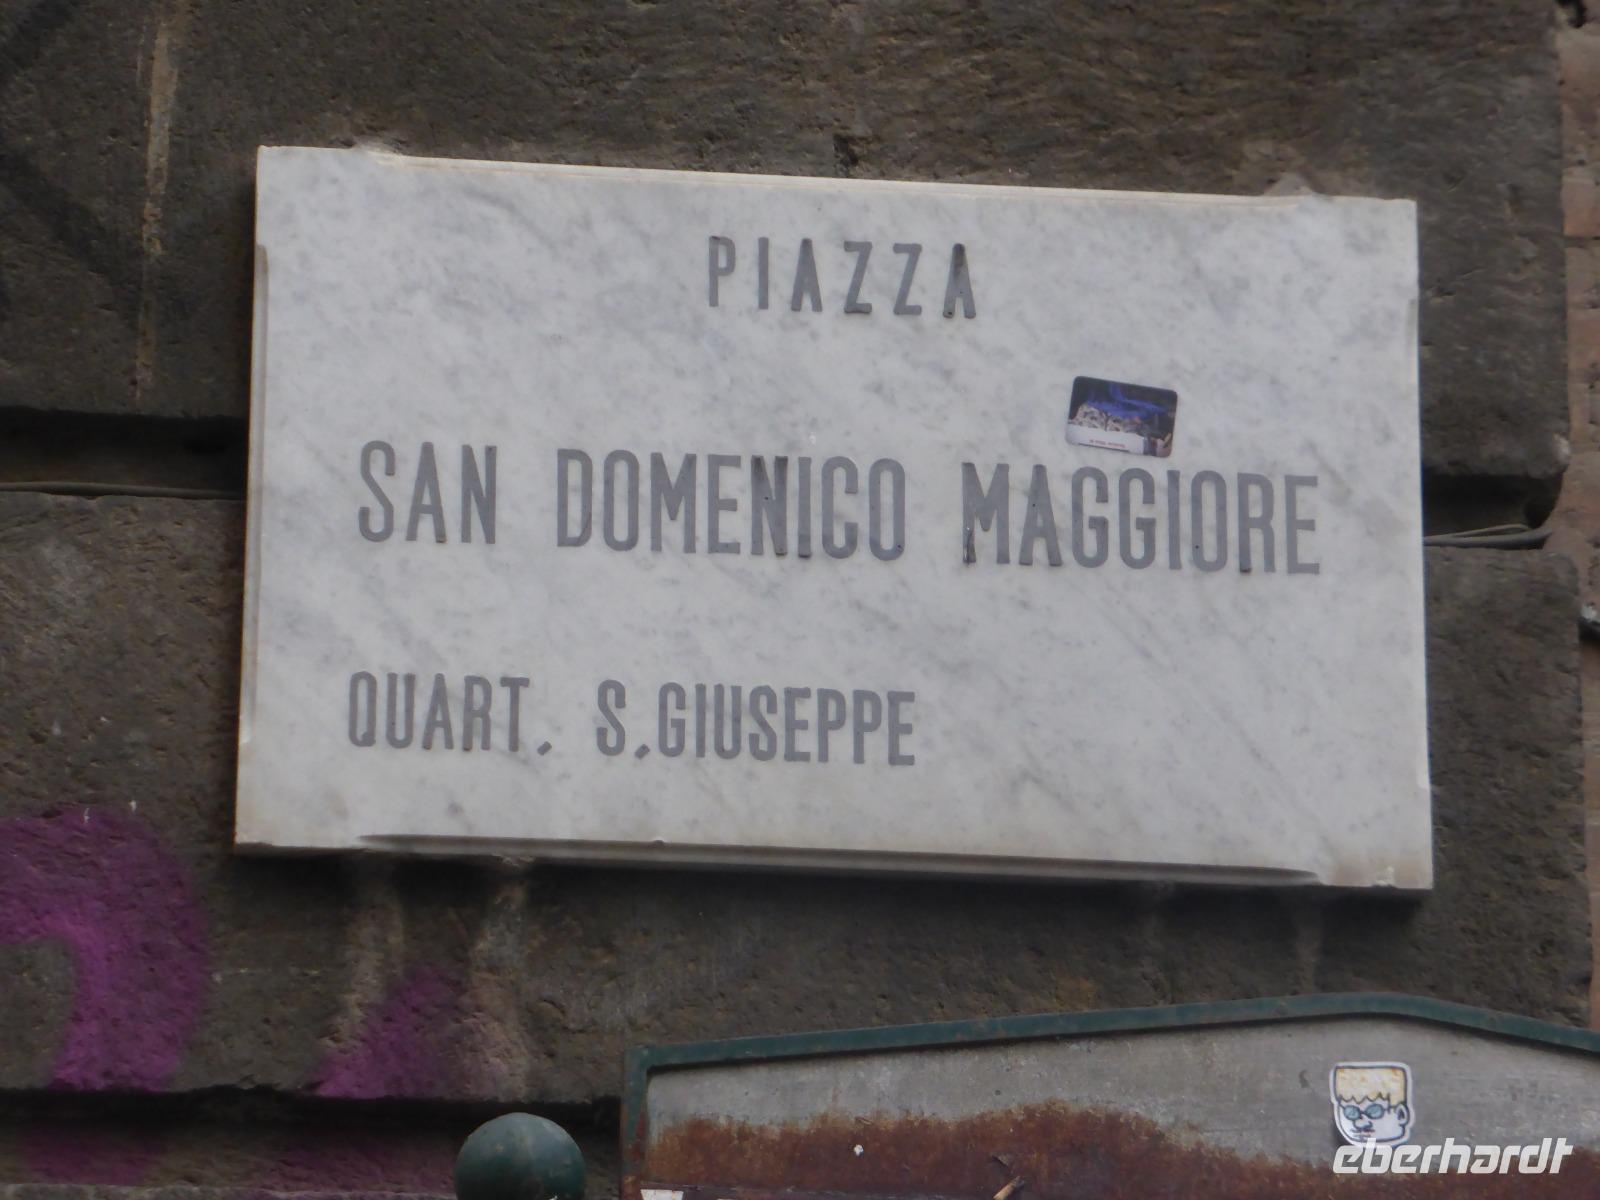 PIAZZA
SAN DOMENICO MAGGIORE
QUART. S.GIUSEPPE
eberhardt